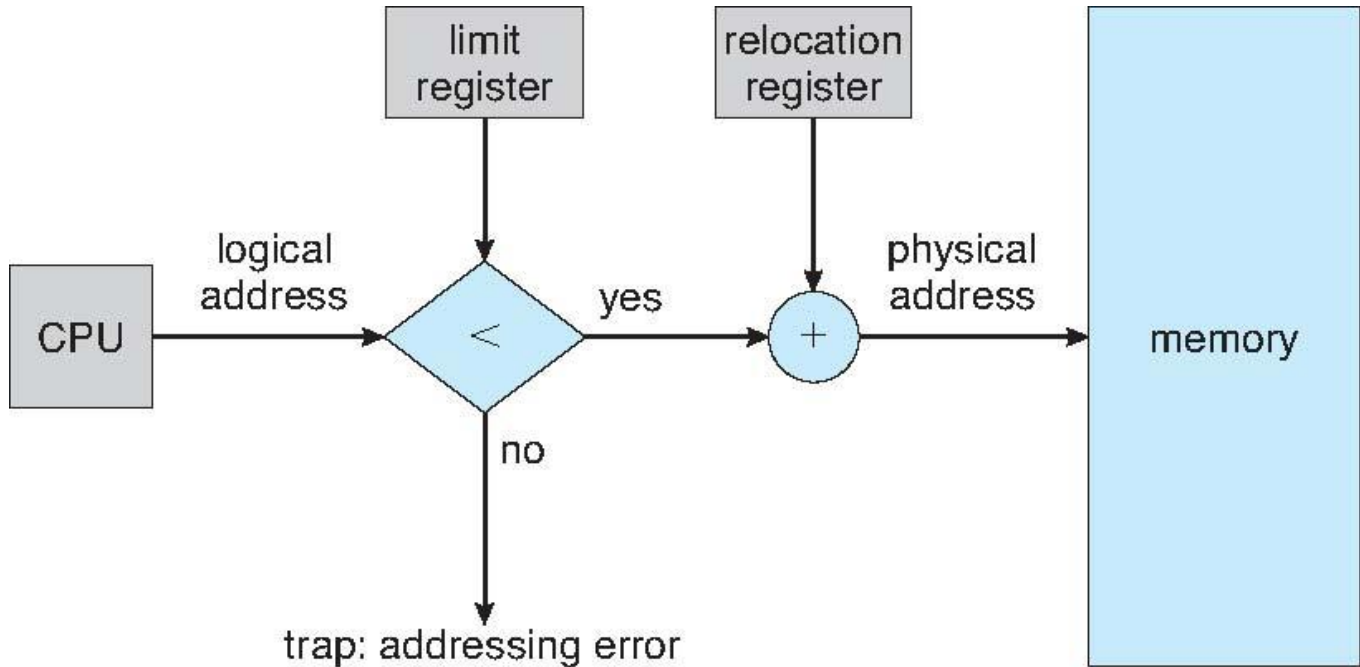 limit
register
relocation
register
logical
address
physical
address
CPU
<
yes
+
memory
no
trap: addressing error